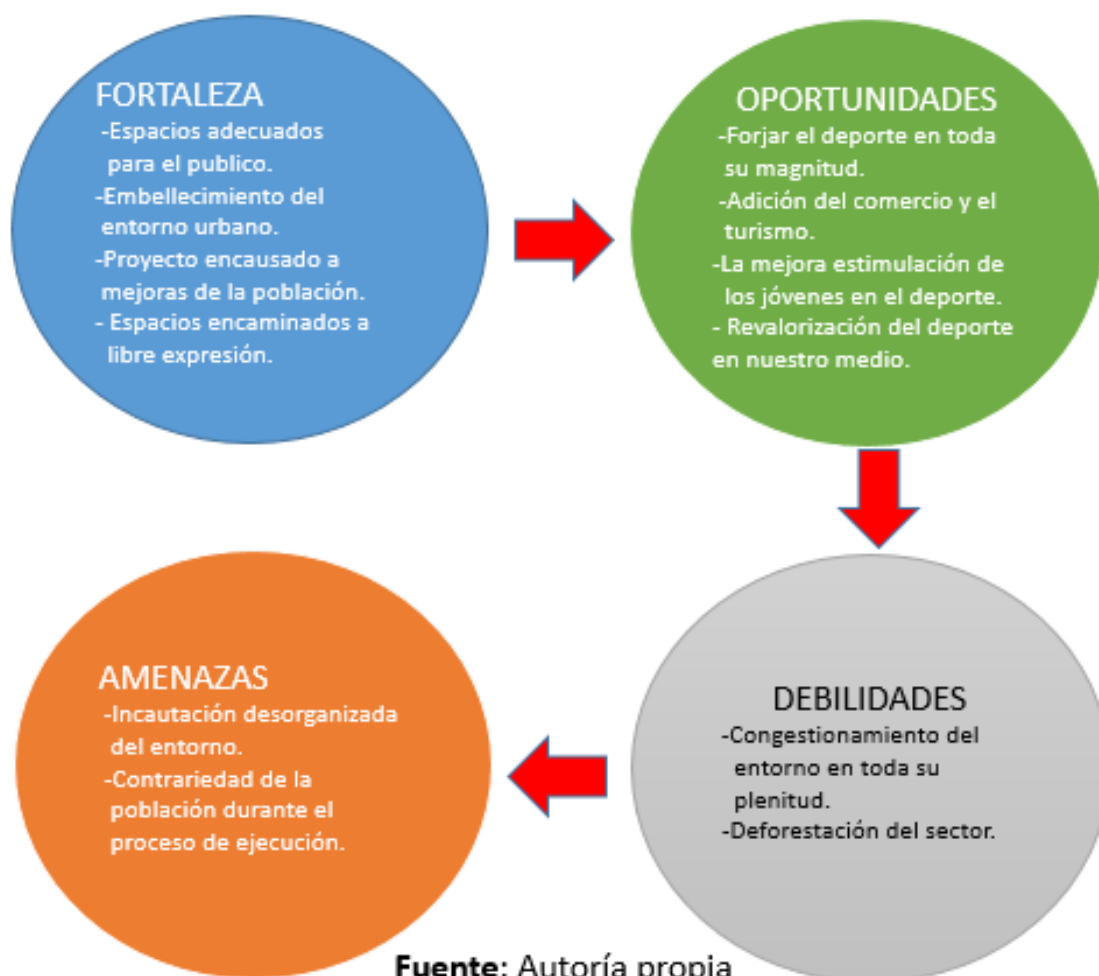 FORTALEZA
-Espacios adecuados
para el publico.
-Embellecimiento del
entorno urbano.
-Proyecto encausado a
mejoras de la población.
- Espacios encaminados a
libre expresión.
OPORTUNIDADES
-Forjar el deporte en toda
su magnitud.
-Adición del comercio y el
turismo.
-La mejora estimulación de
los jóvenes en el deporte.
- Revalorización del deporte
en nuestro medio.
DEBILIDADES
-Congestionamiento del
entorno en toda su
plenitud.
-Deforestación del sector.
AMENAZAS
-Incautación desorganizada
del entorno.
-Contrariedad de la
población durante el
proceso de ejecución.
Fuente: Autoría propia